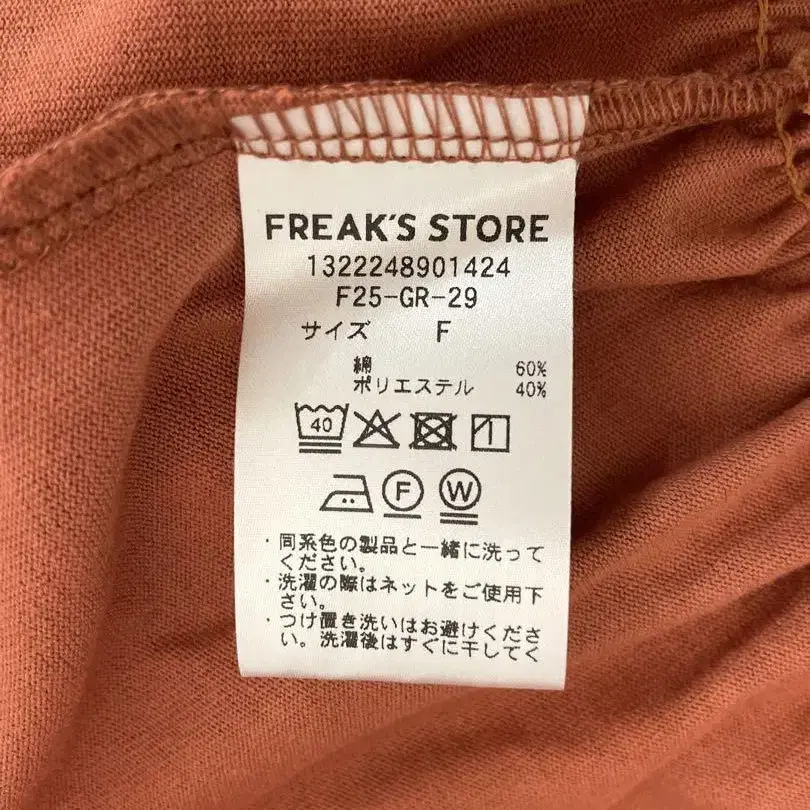 FREAK'S STORE
1322248901424
F25-GR-29
サイズ F
綿 60%
ポリエステル 40%
40
F W
・同系色の製品と一緒に洗って
ください。
・洗濯の際はネットをご使用下
さい。
・つけ置き洗いはお避けくださ
い。洗濯後はすぐに干してく